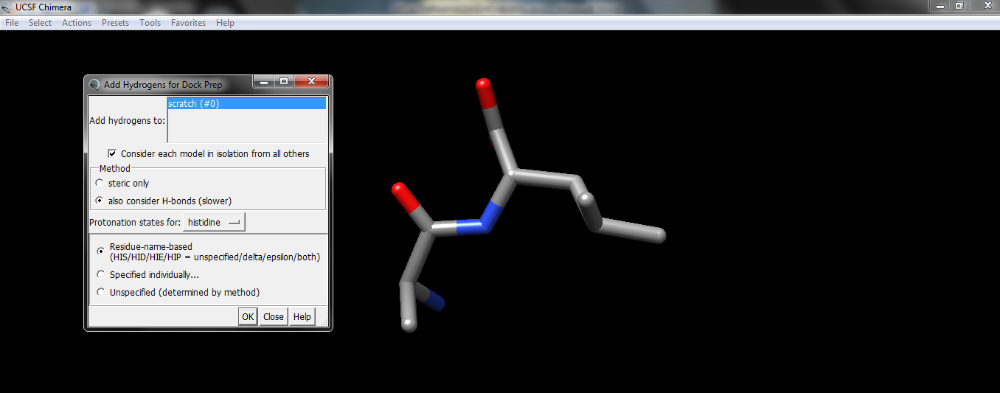 UCSF Chimera
File Select Actions Presets Tools Favorites Help
Add Hydrogens for Dock Prep
Add hydrogens to:
scratch (#0)
Consider each model in isolation from all others
Method
steric only
also consider H-bonds (slower)
Protonation states for: histidine
Residue-name-based
(HIS/HID/HIE/HIP = unspecified/delta/epsilon/both)
Specified individually...
Unspecified (determined by method)
OK Close Help